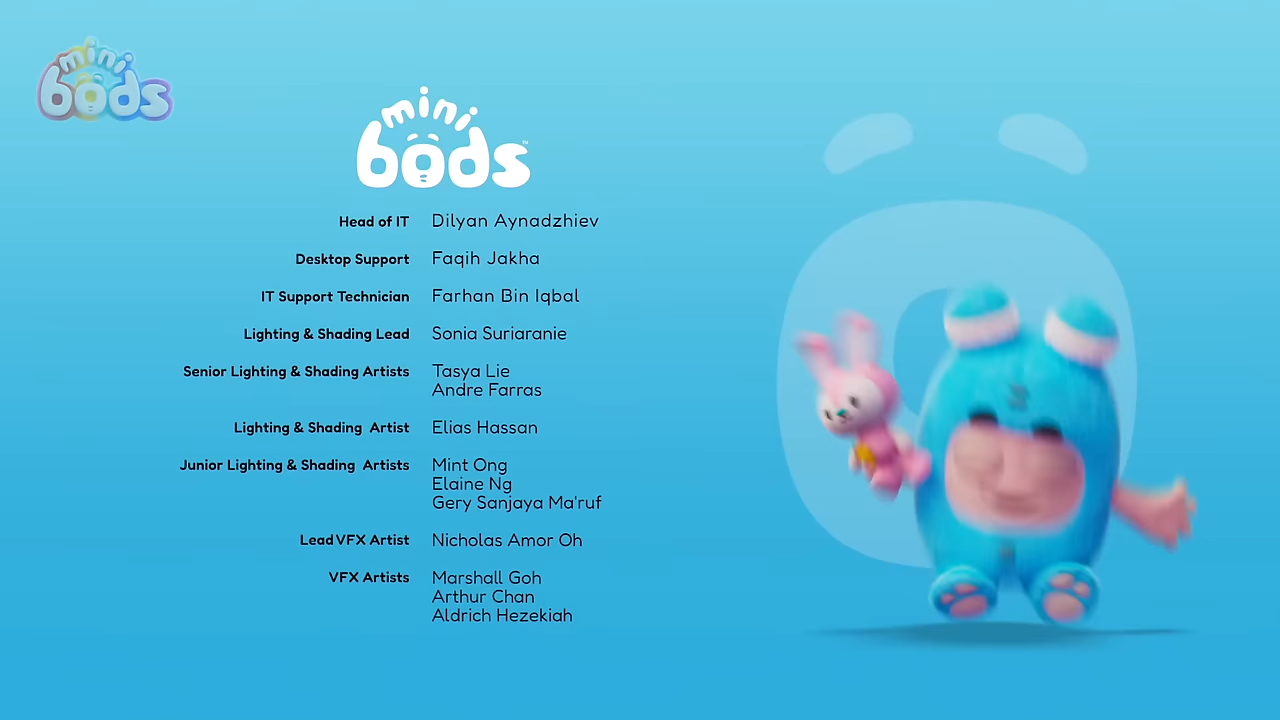 mini
bods
mini
bods™
Head of IT Dilyan Aynadzhiev
Desktop Support Faqih Jakha
IT Support Technician Farhan Bin Iqbal
Lighting & Shading Lead Sonia Suriaranie
Senior Lighting & Shading Artists Tasya Lie
Andre Farras
Lighting & Shading Artist Elias Hassan
Junior Lighting & Shading Artists Mint Ong
Elaine Ng
Gery Sanjaya Ma'ruf
Lead VFX Artist Nicholas Amor Oh
VFX Artists Marshall Goh
Arthur Chan
Aldrich Hezekiah